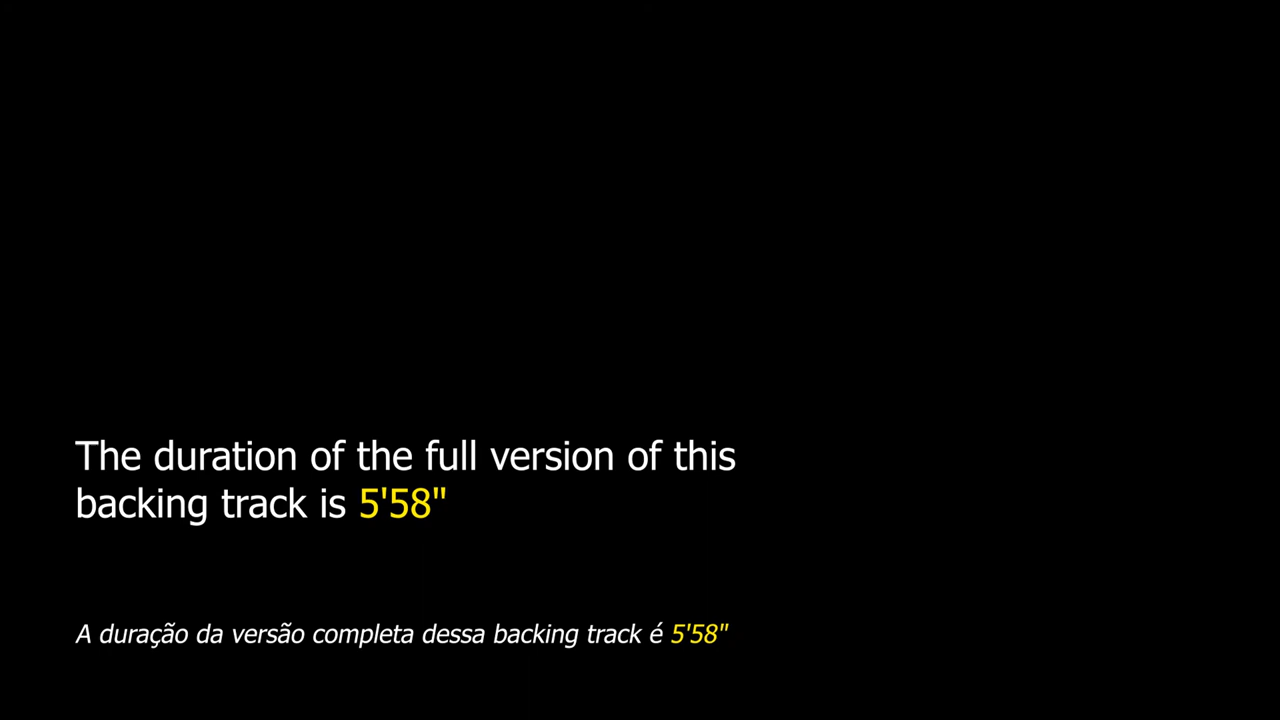 The duration of the full version of this
backing track is 5'58"
A duração da versão completa dessa backing track é 5'58"